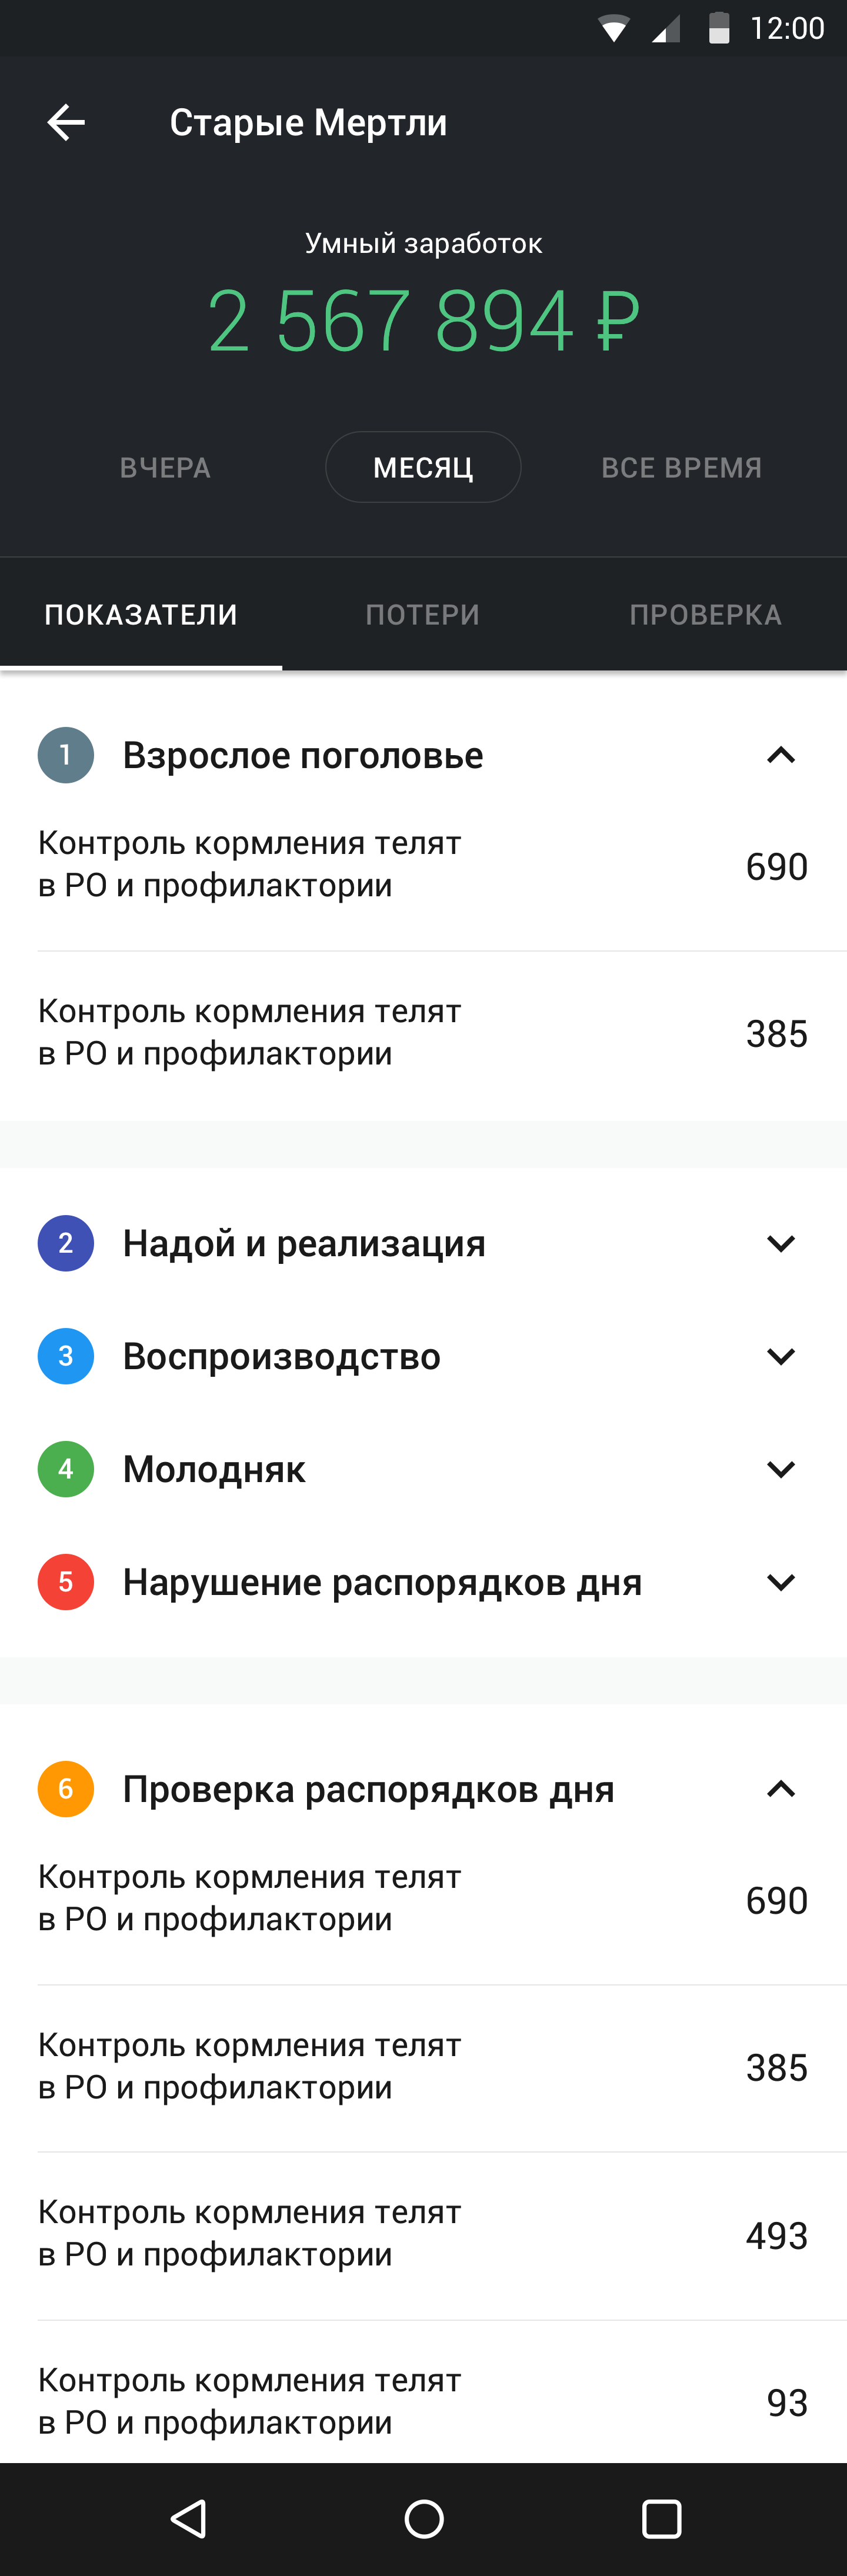 12:00
Старые Мертли
Умный заработок
2 567 894 ₽
ВЧЕРА
МЕСЯЦ
ВСЕ ВРЕМЯ
ПОКАЗАТЕЛИ
ПОТЕРИ
ПРОВЕРКА
1 Взрослое поголовье
Контроль кормления телят
в РО и профилактории
690
Контроль кормления телят
в РО и профилактории
385
2 Надой и реализация
3 Воспроизводство
4 Молодняк
5 Нарушение распорядков дня
6 Проверка распорядков дня
Контроль кормления телят
в РО и профилактории
690
Контроль кормления телят
в РО и профилактории
385
Контроль кормления телят
в РО и профилактории
493
Контроль кормления телят
в РО и профилактории
93